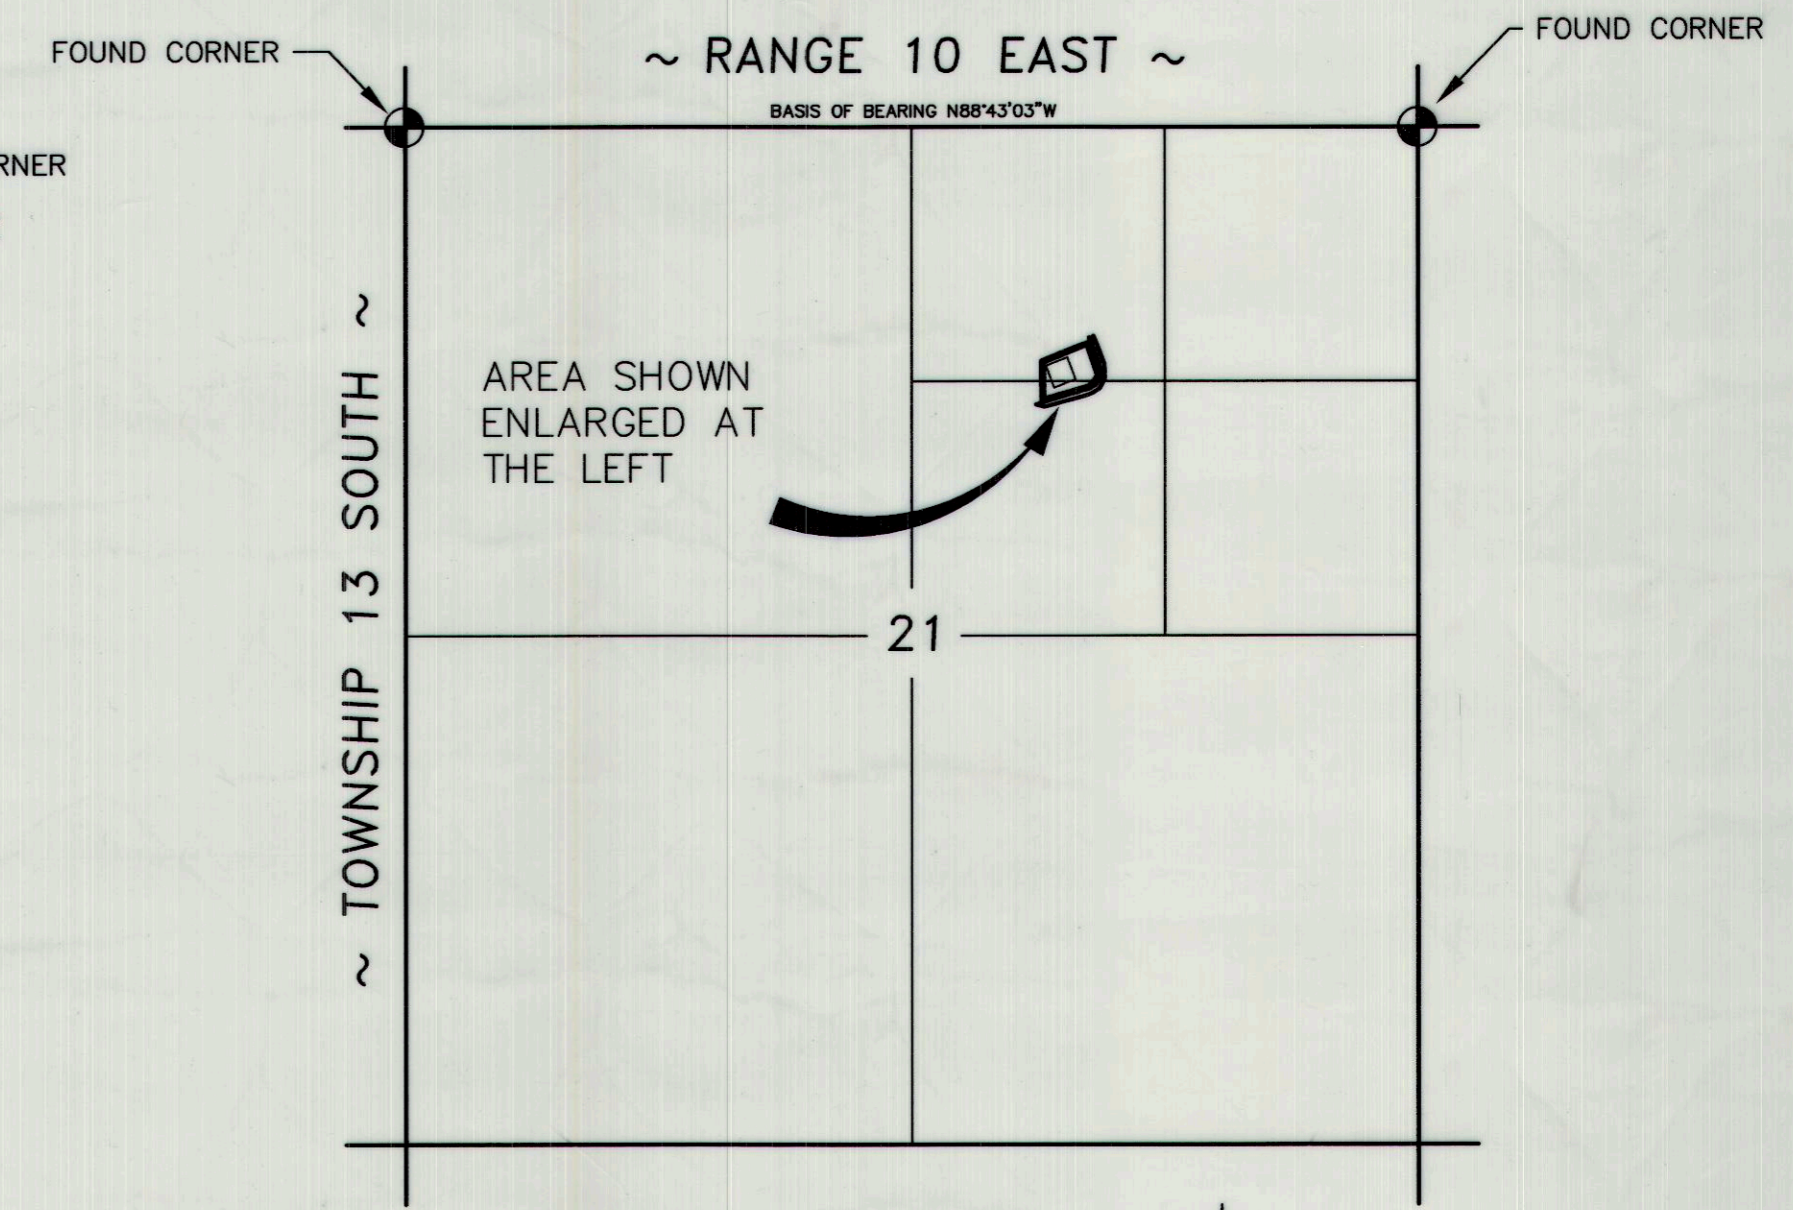 FOUND CORNER
FOUND CORNER
~ RANGE 10 EAST ~
BASIS OF BEARING N88°43'03"W
RNER
~ TOWNSHIP 13 SOUTH ~
AREA SHOWN
ENLARGED AT
THE LEFT
21